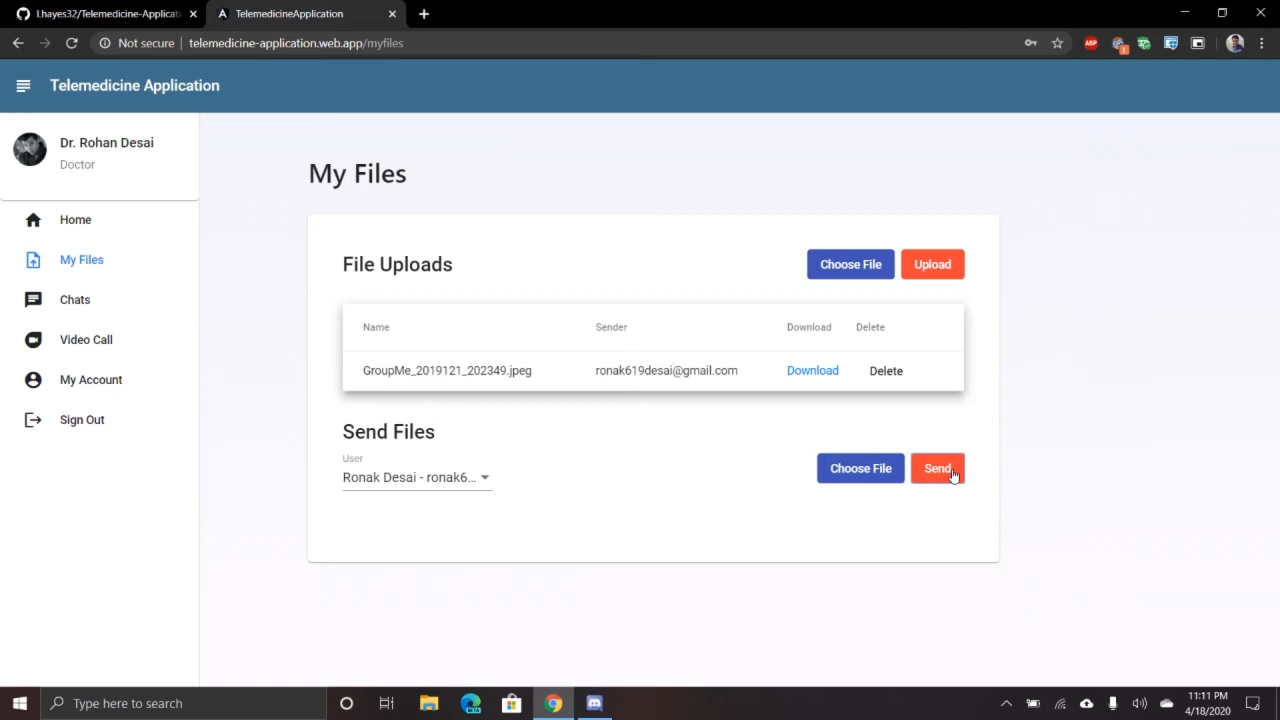 Lhayes32/Telemedicine-Applicati
TelemedicineApplication
Not secure
telemedicine-application.web.app/myfiles
ABP
Telemedicine Application
Dr. Rohan Desai
Doctor
Home
My Files
Chats
Video Call
My Account
Sign Out
My Files
File Uploads
Choose File
Upload
Name Sender Download Delete
GroupMe_2019121_202349.jpeg ronak619desai@gmail.com Download Delete
Send Files
User
Ronak Desai - ronak6...
Choose File
Send
Type here to search
11:11 PM
4/18/2020